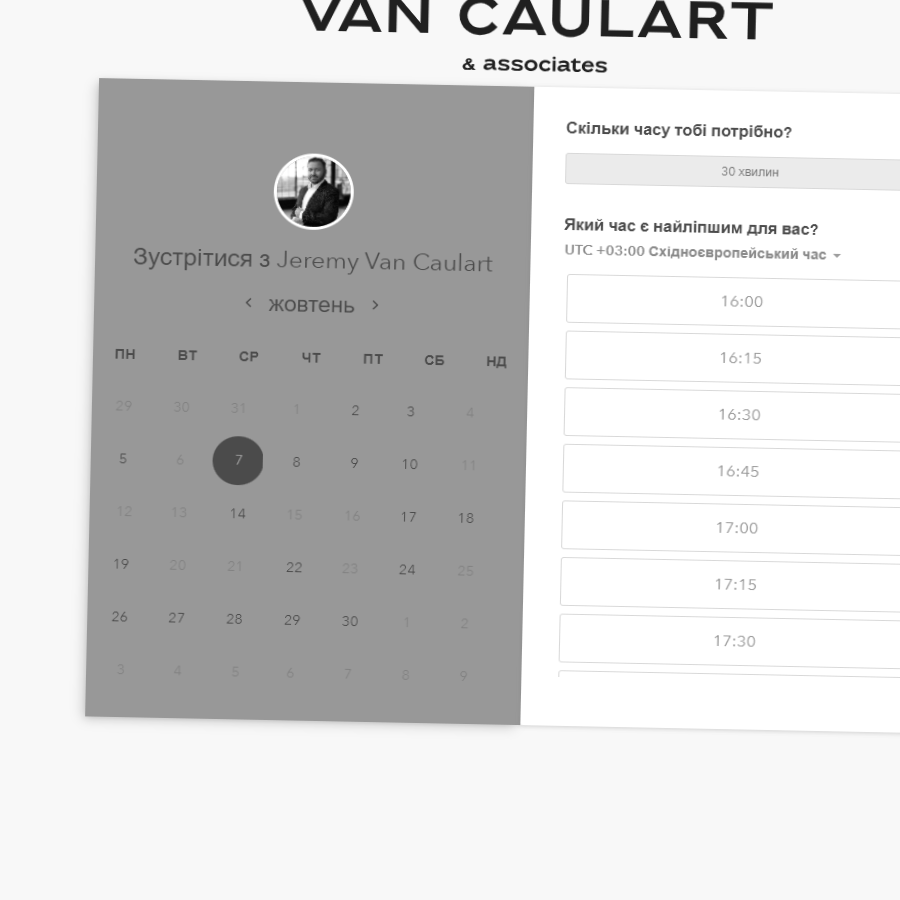 VAN CAULART
& associates
Зустрітися з Jeremy Van Caulart
жовтень
ПН ВТ СР ЧТ ПТ СБ НД
29 30 31 1 2 3 4
5 6 7 8 9 10 11
12 13 14 15 16 17 18
19 20 21 22 23 24 25
26 27 28 29 30 1 2
3 4 5 6 7 8 9
Скільки часу тобі потрібно?
30 хвилин
Який час є найліпшим для вас?
UTC +03:00 Східноєвропейський час
16:00
16:15
16:30
16:45
17:00
17:15
17:30